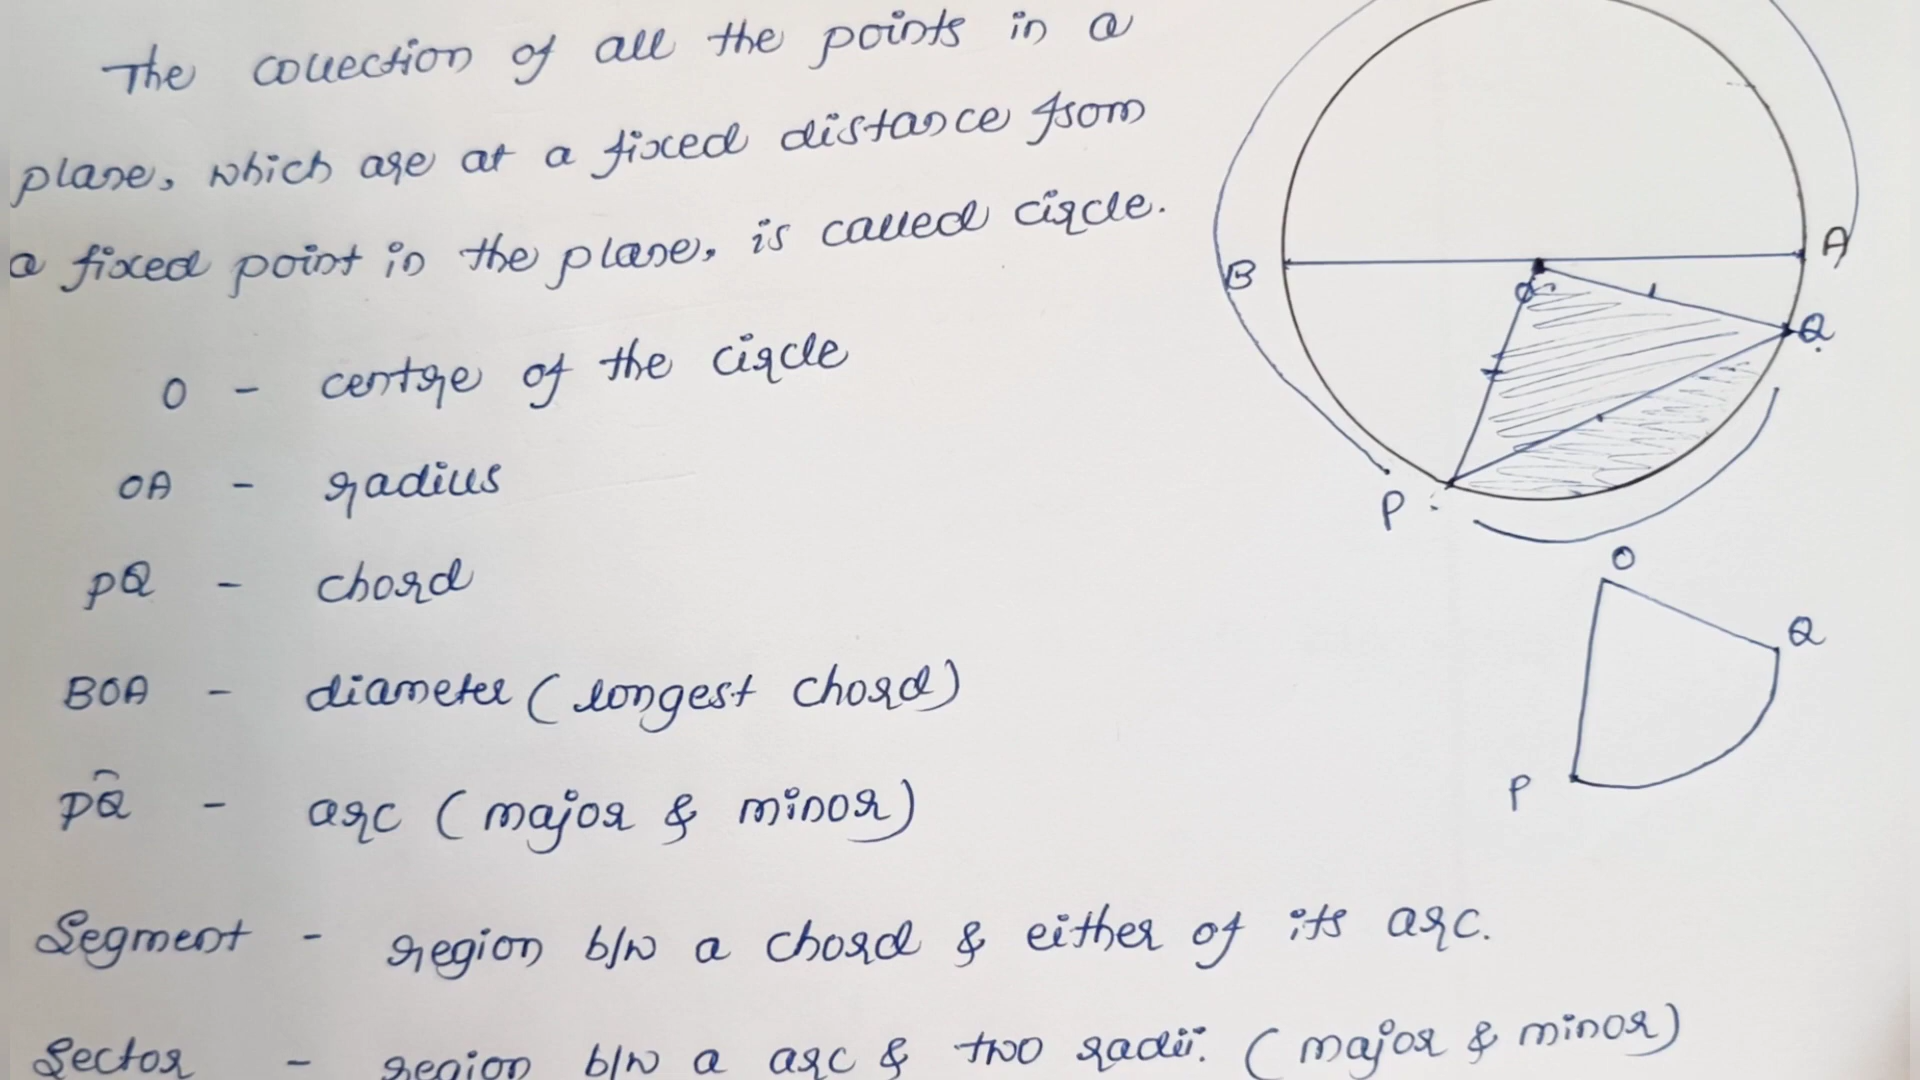 The collection of all the points in a
plane, which are at a fixed distance from
a fixed point in the plane, is called circle.
O - centre of the circle
OA - radius
PQ - chord
BOA - diameter (longest chord)
P͡Q - arc (major & minor)
Segment - region b/w a chord & either of its arc.
Sector - region b/w a arc & two radii. (major & minor)
B
O
A
Q
P
O
Q
P